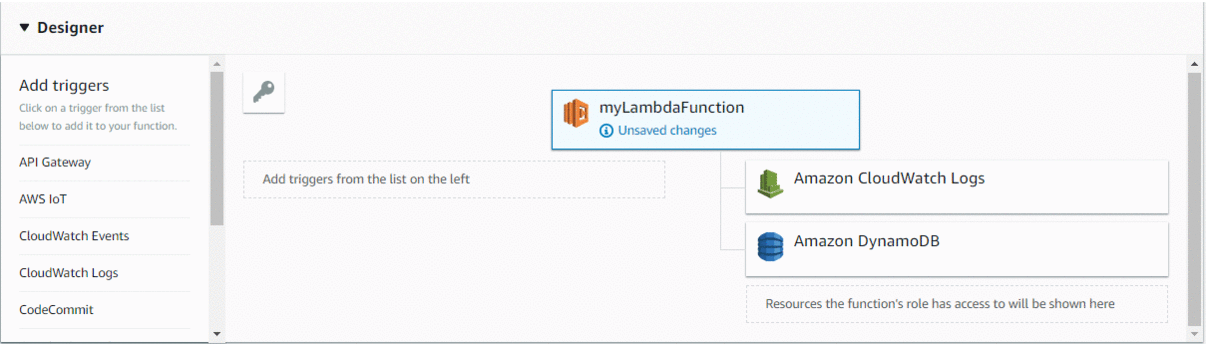 Designer
Add triggers
Click on a trigger from the list
below to add it to your function.
API Gateway
AWS IoT
CloudWatch Events
CloudWatch Logs
CodeCommit
myLambdaFunction
Unsaved changes
Add triggers from the list on the left
Amazon CloudWatch Logs
Amazon DynamoDB
Resources the function's role has access to will be shown here